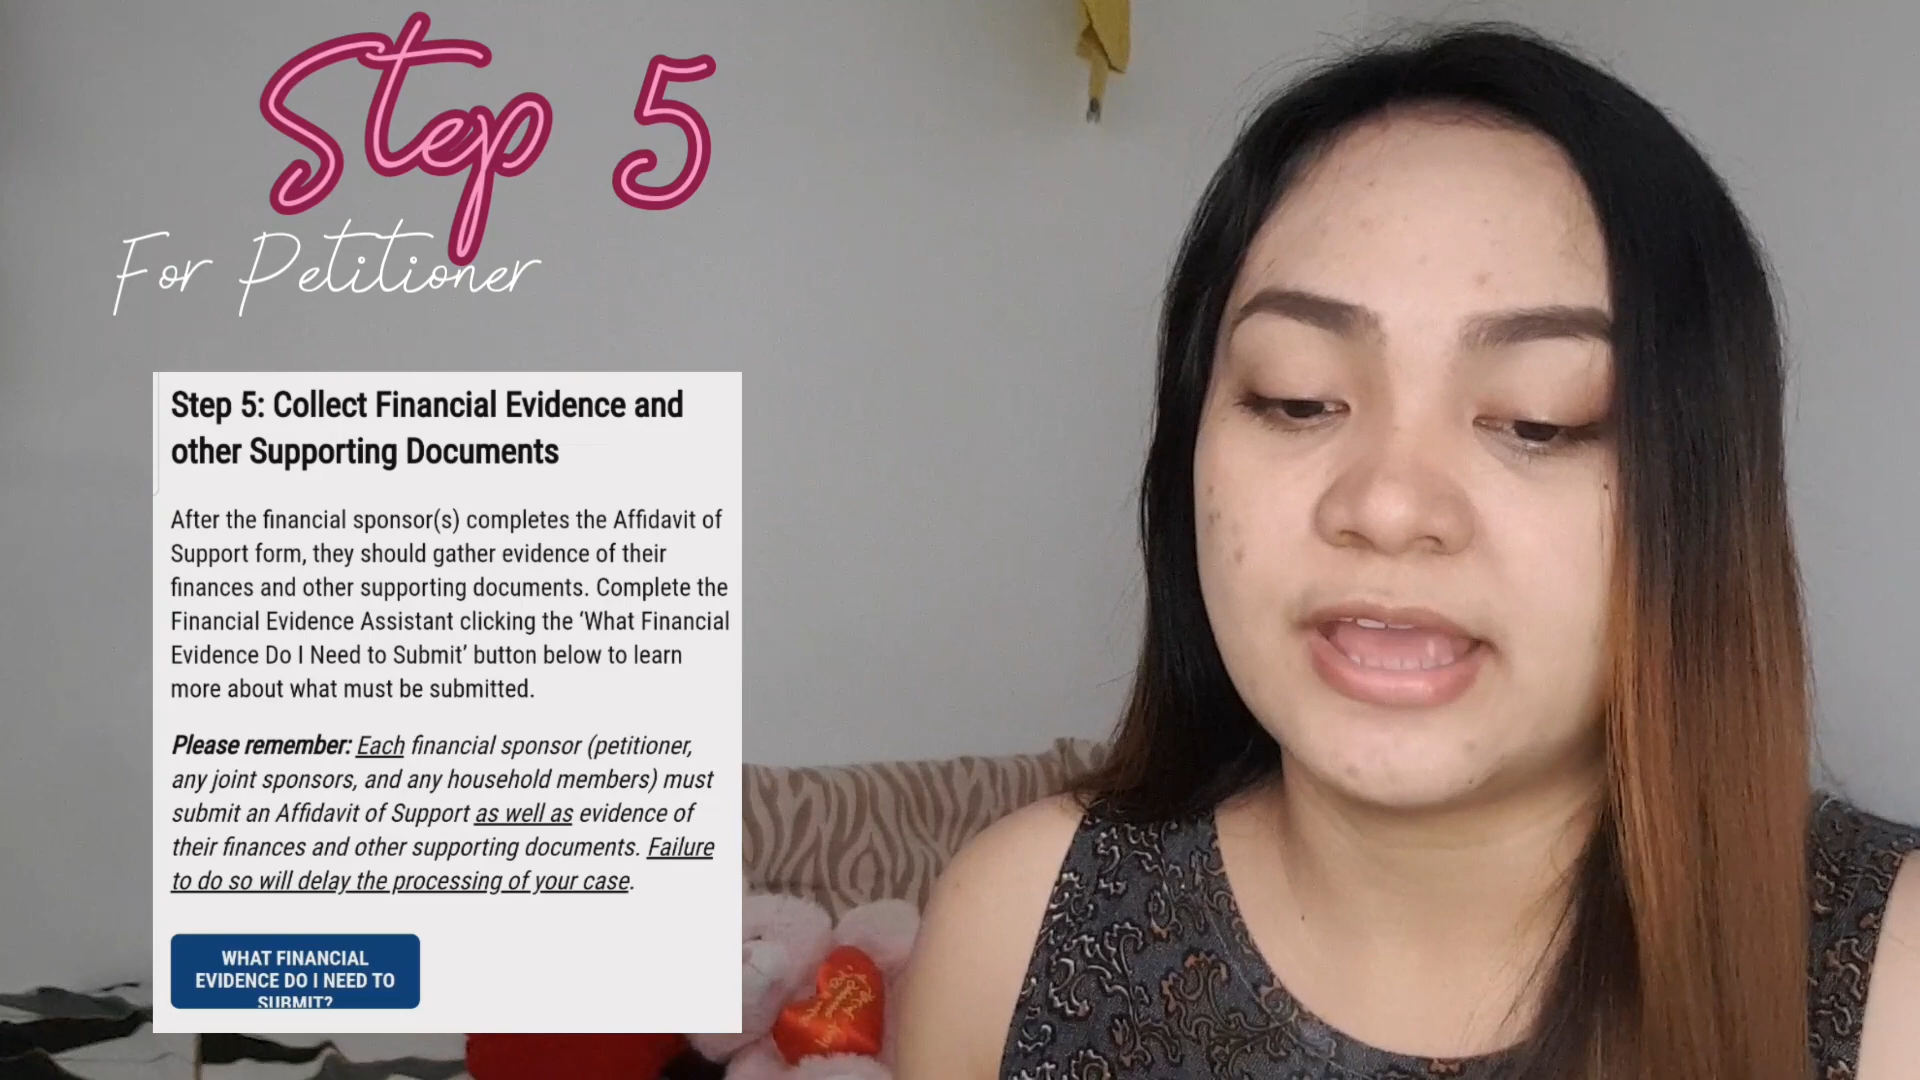 Step 5
For Petitioner
Step 5: Collect Financial Evidence and
other Supporting Documents
After the financial sponsor(s) completes the Affidavit of
Support form, they should gather evidence of their
finances and other supporting documents. Complete the
Financial Evidence Assistant clicking the ‘What Financial
Evidence Do I Need to Submit’ button below to learn
more about what must be submitted.
Please remember: Each financial sponsor (petitioner,
any joint sponsors, and any household members) must
submit an Affidavit of Support as well as evidence of
their finances and other supporting documents. Failure
to do so will delay the processing of your case.
WHAT FINANCIAL
EVIDENCE DO I NEED TO
SUBMIT?